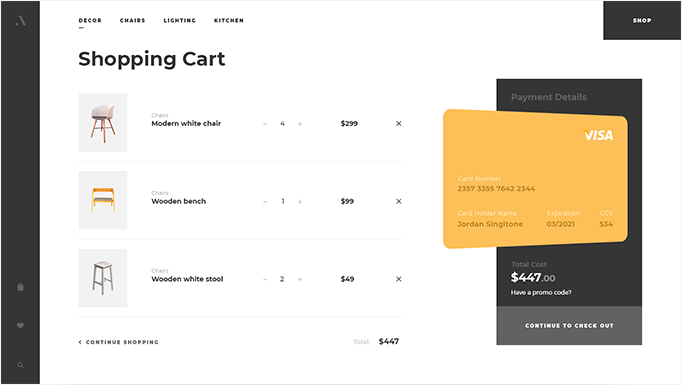 DECOR CHAIRS LIGHTING KITCHEN
SHOP
Shopping Cart
Chairs
Modern white chair
− 4 +
$299
×
Chairs
Wooden bench
− 1 +
$99
×
Chairs
Wooden white stool
− 2 +
$49
×
< CONTINUE SHOPPING
Total: $447
Payment Details
VISA
Card Number
2357 3355 7642 2344
Card Holder Name Expiration CCV
Jordan Singitone 03/2021 534
Total Cost
$447.00
Have a promo code?
CONTINUE TO CHECK OUT